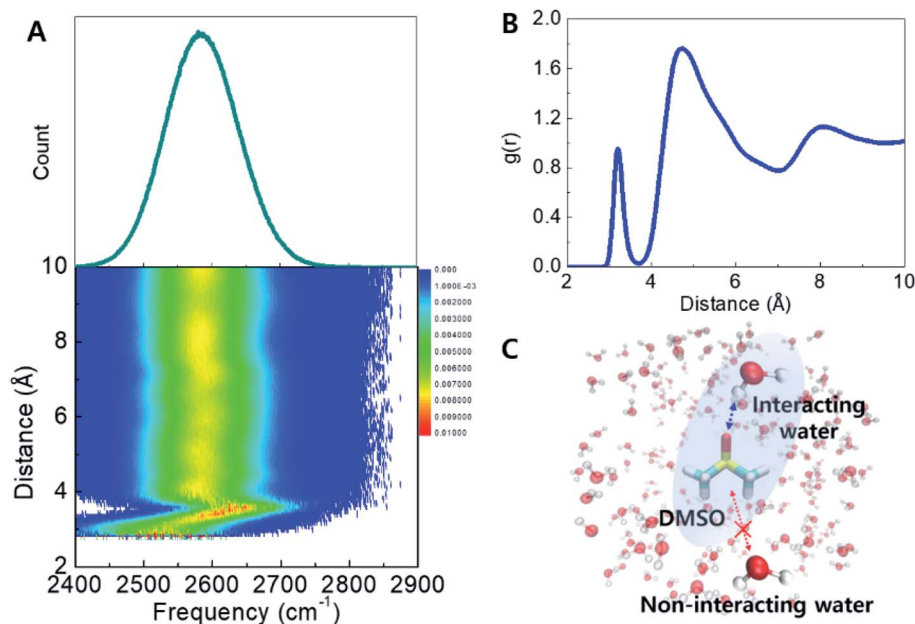 A
Count
10
8
6
4
2
Distance (Å)
2400 2500 2600 2700 2800 2900
Frequency (cm⁻¹)
0.000
1.000E-03
0.002000
0.003000
0.004000
0.005000
0.006000
0.007000
0.008000
0.009000
0.01000
B
2.0
1.6
1.2
0.8
0.4
0.0
g(r)
2 4 6 8 10
Distance (Å)
C
Interacting
water
DMSO
Non-interacting water